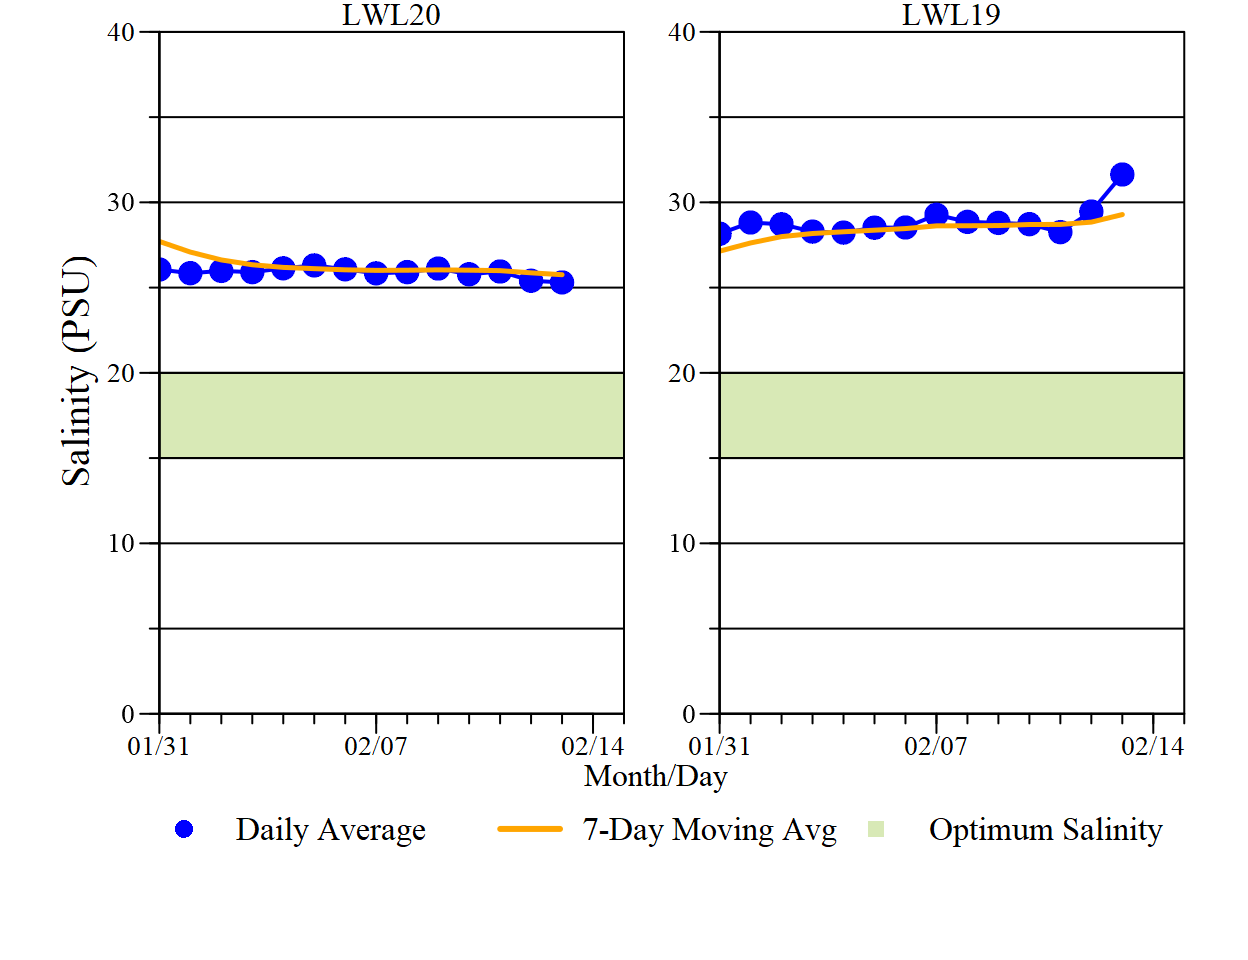 LWL20 LWL19
40 40
30 30
20 20
10 10
0 0
Salinity (PSU)
01/31 02/07 02/14 01/31 02/07 02/14
Month/Day
Daily Average 7-Day Moving Avg Optimum Salinity